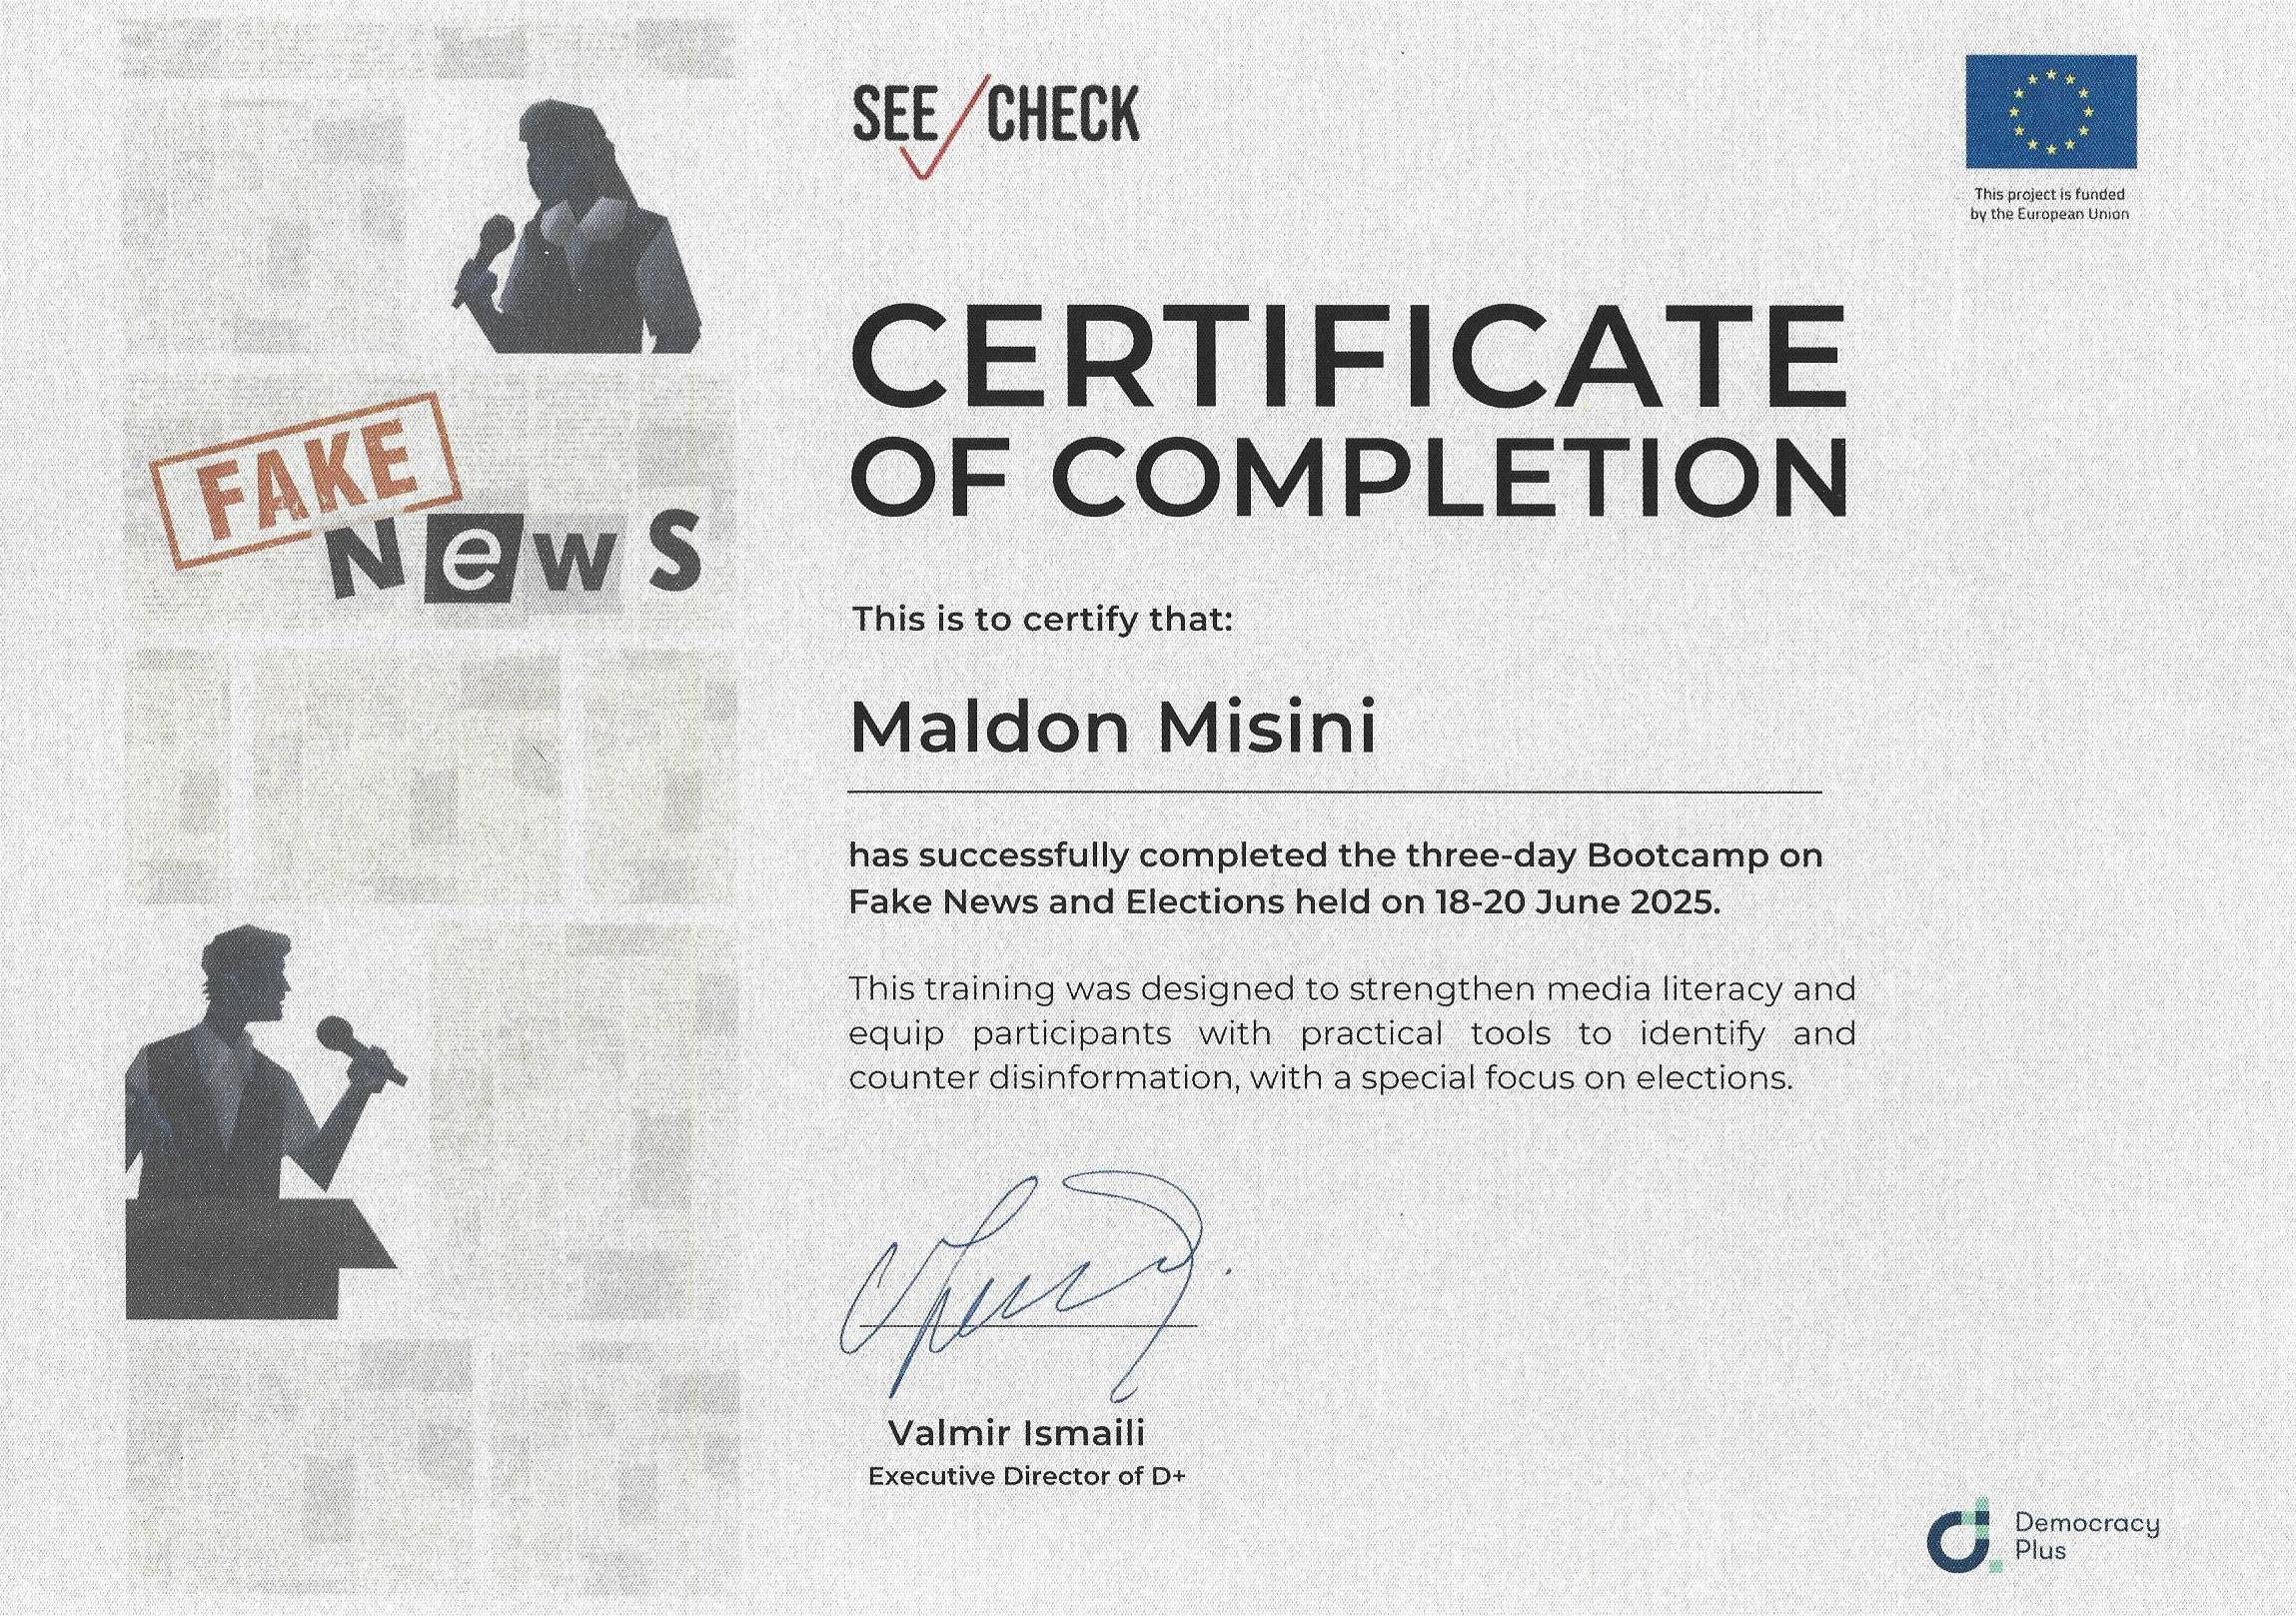 SEE CHECK
This project is funded
by the European Union
CERTIFICATE
OF COMPLETION
FAKE
NewS
This is to certify that:
Maldon Misini
has successfully completed the three-day Bootcamp on
Fake News and Elections held on 18-20 June 2025.
This training was designed to strengthen media literacy and
equip participants with practical tools to identify and
counter disinformation, with a special focus on elections.
Valmir Ismaili
Executive Director of D+
Democracy
Plus